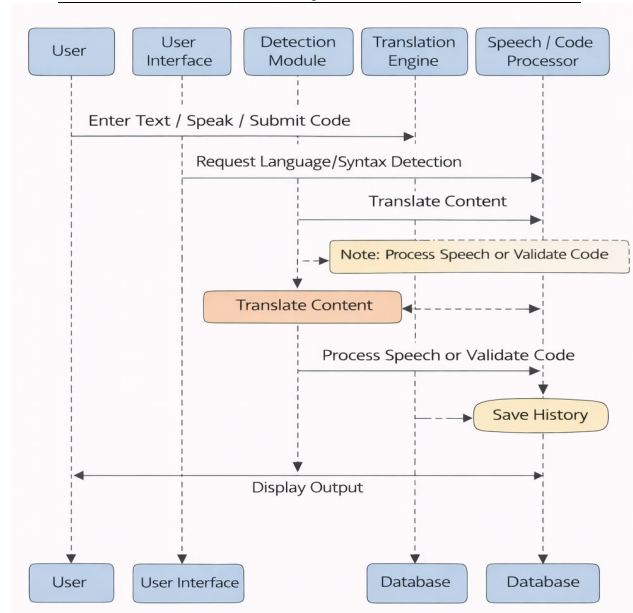 User
User
Interface
Detection
Module
Translation
Engine
Speech / Code
Processor
Enter Text / Speak / Submit Code
Request Language/Syntax Detection
Translate Content
Note: Process Speech or Validate Code
Translate Content
Process Speech or Validate Code
Save History
Display Output
User
User Interface
Database
Database